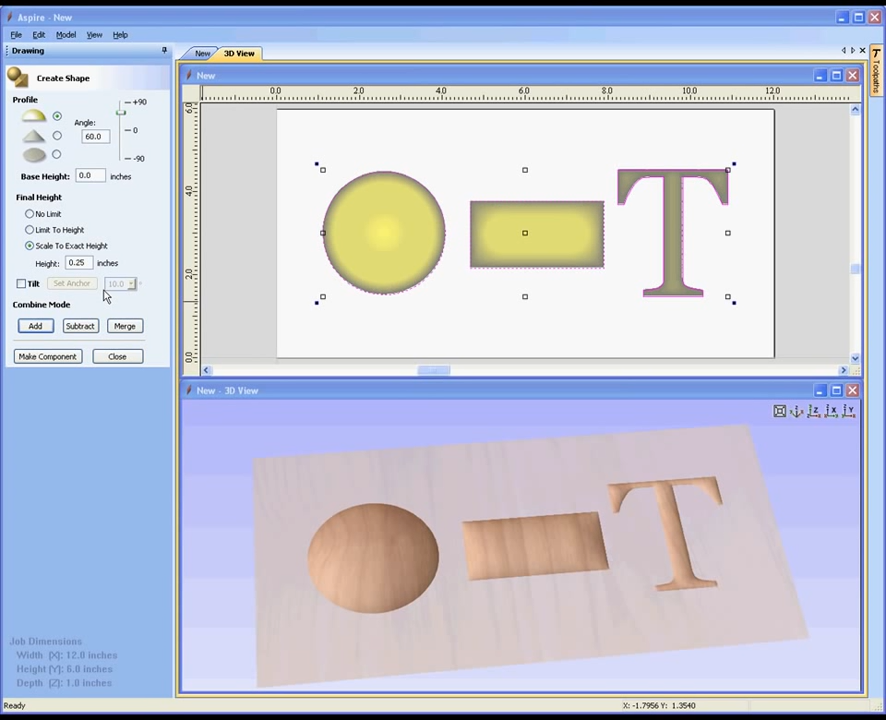 Aspire - New
File Edit Model View Help
Drawing
New 3D View
Toolpaths
Create Shape
New
0.0 2.0 4.0 6.0 8.0 10.0 12.0
6.0
4.0
2.0
0.0
Profile
Angle:
60.0
+90
0
-90
Base Height: 0.0 inches
Final Height
No Limit
Limit To Height
Scale To Exact Height
Height: 0.25 inches
Tilt Set Anchor 10.0 °
Combine Mode
Add Subtract Merge
Make Component Close
T
New - 3D View
Z X Y
T
Job Dimensions
Width (X): 12.0 inches
Height (Y): 6.0 inches
Depth (Z): 1.0 inches
Ready
X: -1.7956 Y: 1.3540